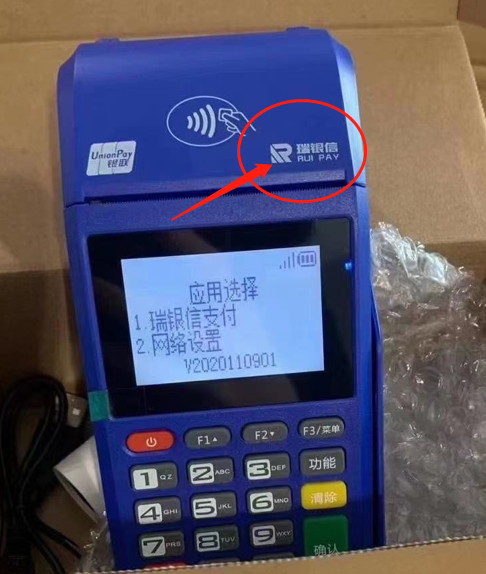 瑞银信
RUI PAY
UnionPay
银联
应用选择
1.瑞银信支付
2.网络设置
V2020110901
F1▲
F2▼
F3/菜单
1 QZ
2 ABC
3 DEF
功能
4 GHI
5 JKL
6 MNO
清除
7 PRS
8 TUV
9 WXY
确认